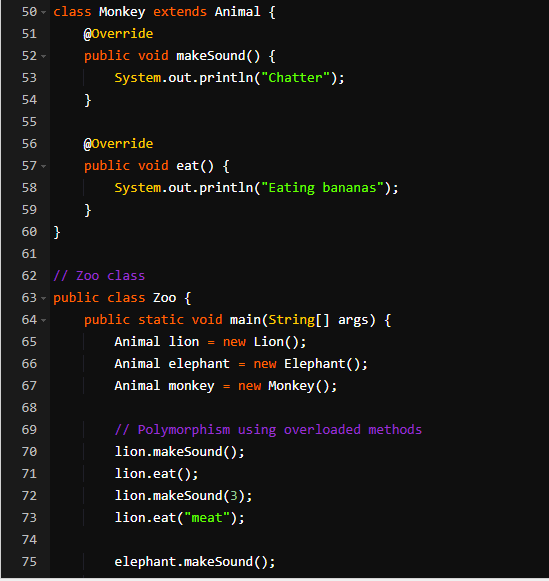 50 class Monkey extends Animal {
51     @Override
52     public void makeSound() {
53         System.out.println("Chatter");
54     }
55
56     @Override
57     public void eat() {
58         System.out.println("Eating bananas");
59     }
60 }
61
62 // Zoo class
63 public class Zoo {
64     public static void main(String[] args) {
65         Animal lion = new Lion();
66         Animal elephant = new Elephant();
67         Animal monkey = new Monkey();
68
69         // Polymorphism using overloaded methods
70         lion.makeSound();
71         lion.eat();
72         lion.makeSound(3);
73         lion.eat("meat");
74
75         elephant.makeSound();